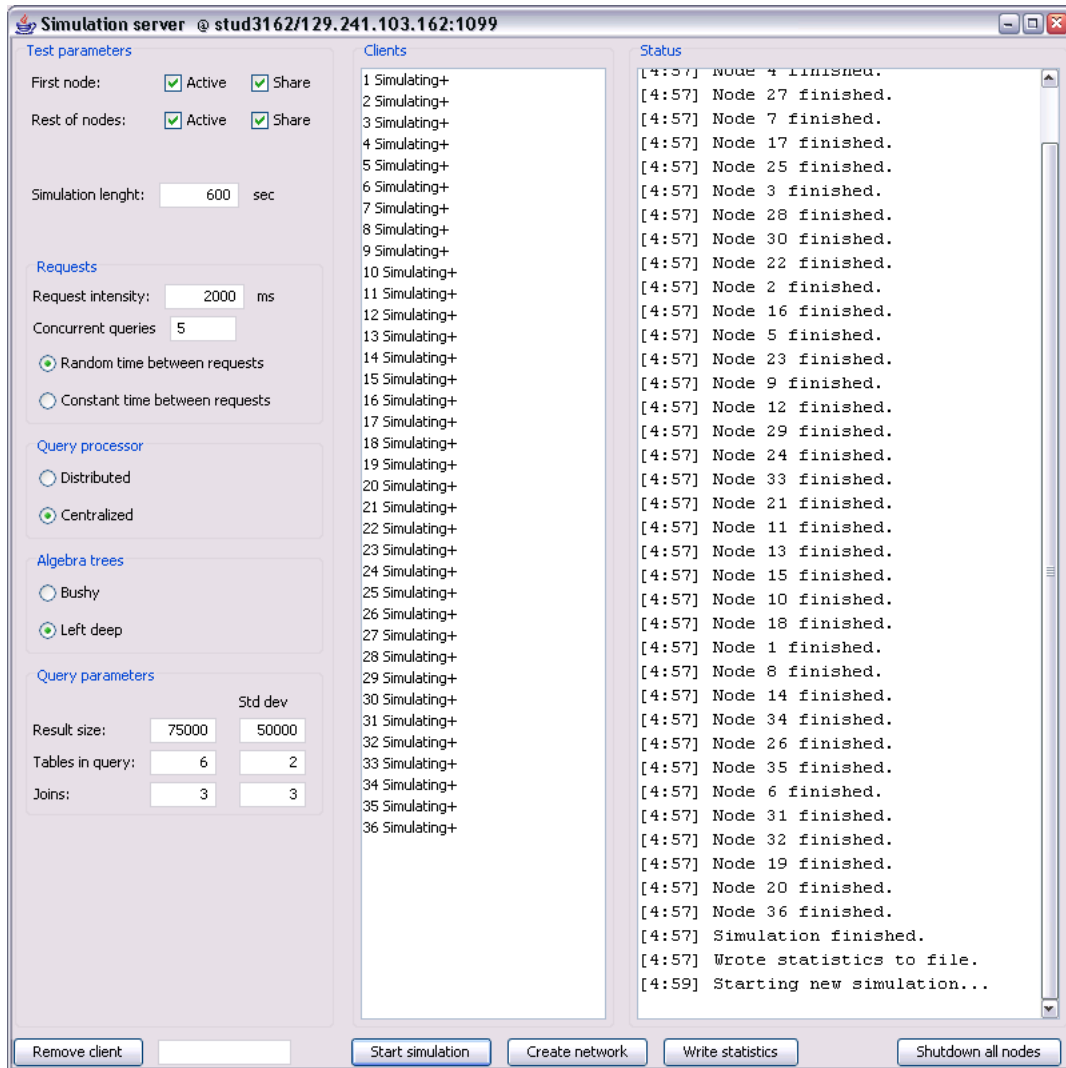 Simulation server @ stud3162/129.241.103.162:1099
Test parameters
First node: Active Share
Rest of nodes: Active Share
Simulation lenght: 600 sec
Requests
Request intensity: 2000 ms
Concurrent queries 5
Random time between requests
Constant time between requests
Query processor
Distributed
Centralized
Algebra trees
Bushy
Left deep
Query parameters
Std dev
Result size: 75000 50000
Tables in query: 6 2
Joins: 3 3
Clients
1 Simulating+
2 Simulating+
3 Simulating+
4 Simulating+
5 Simulating+
6 Simulating+
7 Simulating+
8 Simulating+
9 Simulating+
10 Simulating+
11 Simulating+
12 Simulating+
13 Simulating+
14 Simulating+
15 Simulating+
16 Simulating+
17 Simulating+
18 Simulating+
19 Simulating+
20 Simulating+
21 Simulating+
22 Simulating+
23 Simulating+
24 Simulating+
25 Simulating+
26 Simulating+
27 Simulating+
28 Simulating+
29 Simulating+
30 Simulating+
31 Simulating+
32 Simulating+
33 Simulating+
34 Simulating+
35 Simulating+
36 Simulating+
Status
[4:57] Node 4 finished.
[4:57] Node 27 finished.
[4:57] Node 7 finished.
[4:57] Node 17 finished.
[4:57] Node 25 finished.
[4:57] Node 3 finished.
[4:57] Node 28 finished.
[4:57] Node 30 finished.
[4:57] Node 22 finished.
[4:57] Node 2 finished.
[4:57] Node 16 finished.
[4:57] Node 5 finished.
[4:57] Node 23 finished.
[4:57] Node 9 finished.
[4:57] Node 12 finished.
[4:57] Node 29 finished.
[4:57] Node 24 finished.
[4:57] Node 33 finished.
[4:57] Node 21 finished.
[4:57] Node 11 finished.
[4:57] Node 13 finished.
[4:57] Node 15 finished.
[4:57] Node 10 finished.
[4:57] Node 18 finished.
[4:57] Node 1 finished.
[4:57] Node 8 finished.
[4:57] Node 14 finished.
[4:57] Node 34 finished.
[4:57] Node 26 finished.
[4:57] Node 35 finished.
[4:57] Node 6 finished.
[4:57] Node 31 finished.
[4:57] Node 32 finished.
[4:57] Node 19 finished.
[4:57] Node 20 finished.
[4:57] Node 36 finished.
[4:57] Simulation finished.
[4:57] Wrote statistics to file.
[4:59] Starting new simulation...
Remove client
Start simulation
Create network
Write statistics
Shutdown all nodes